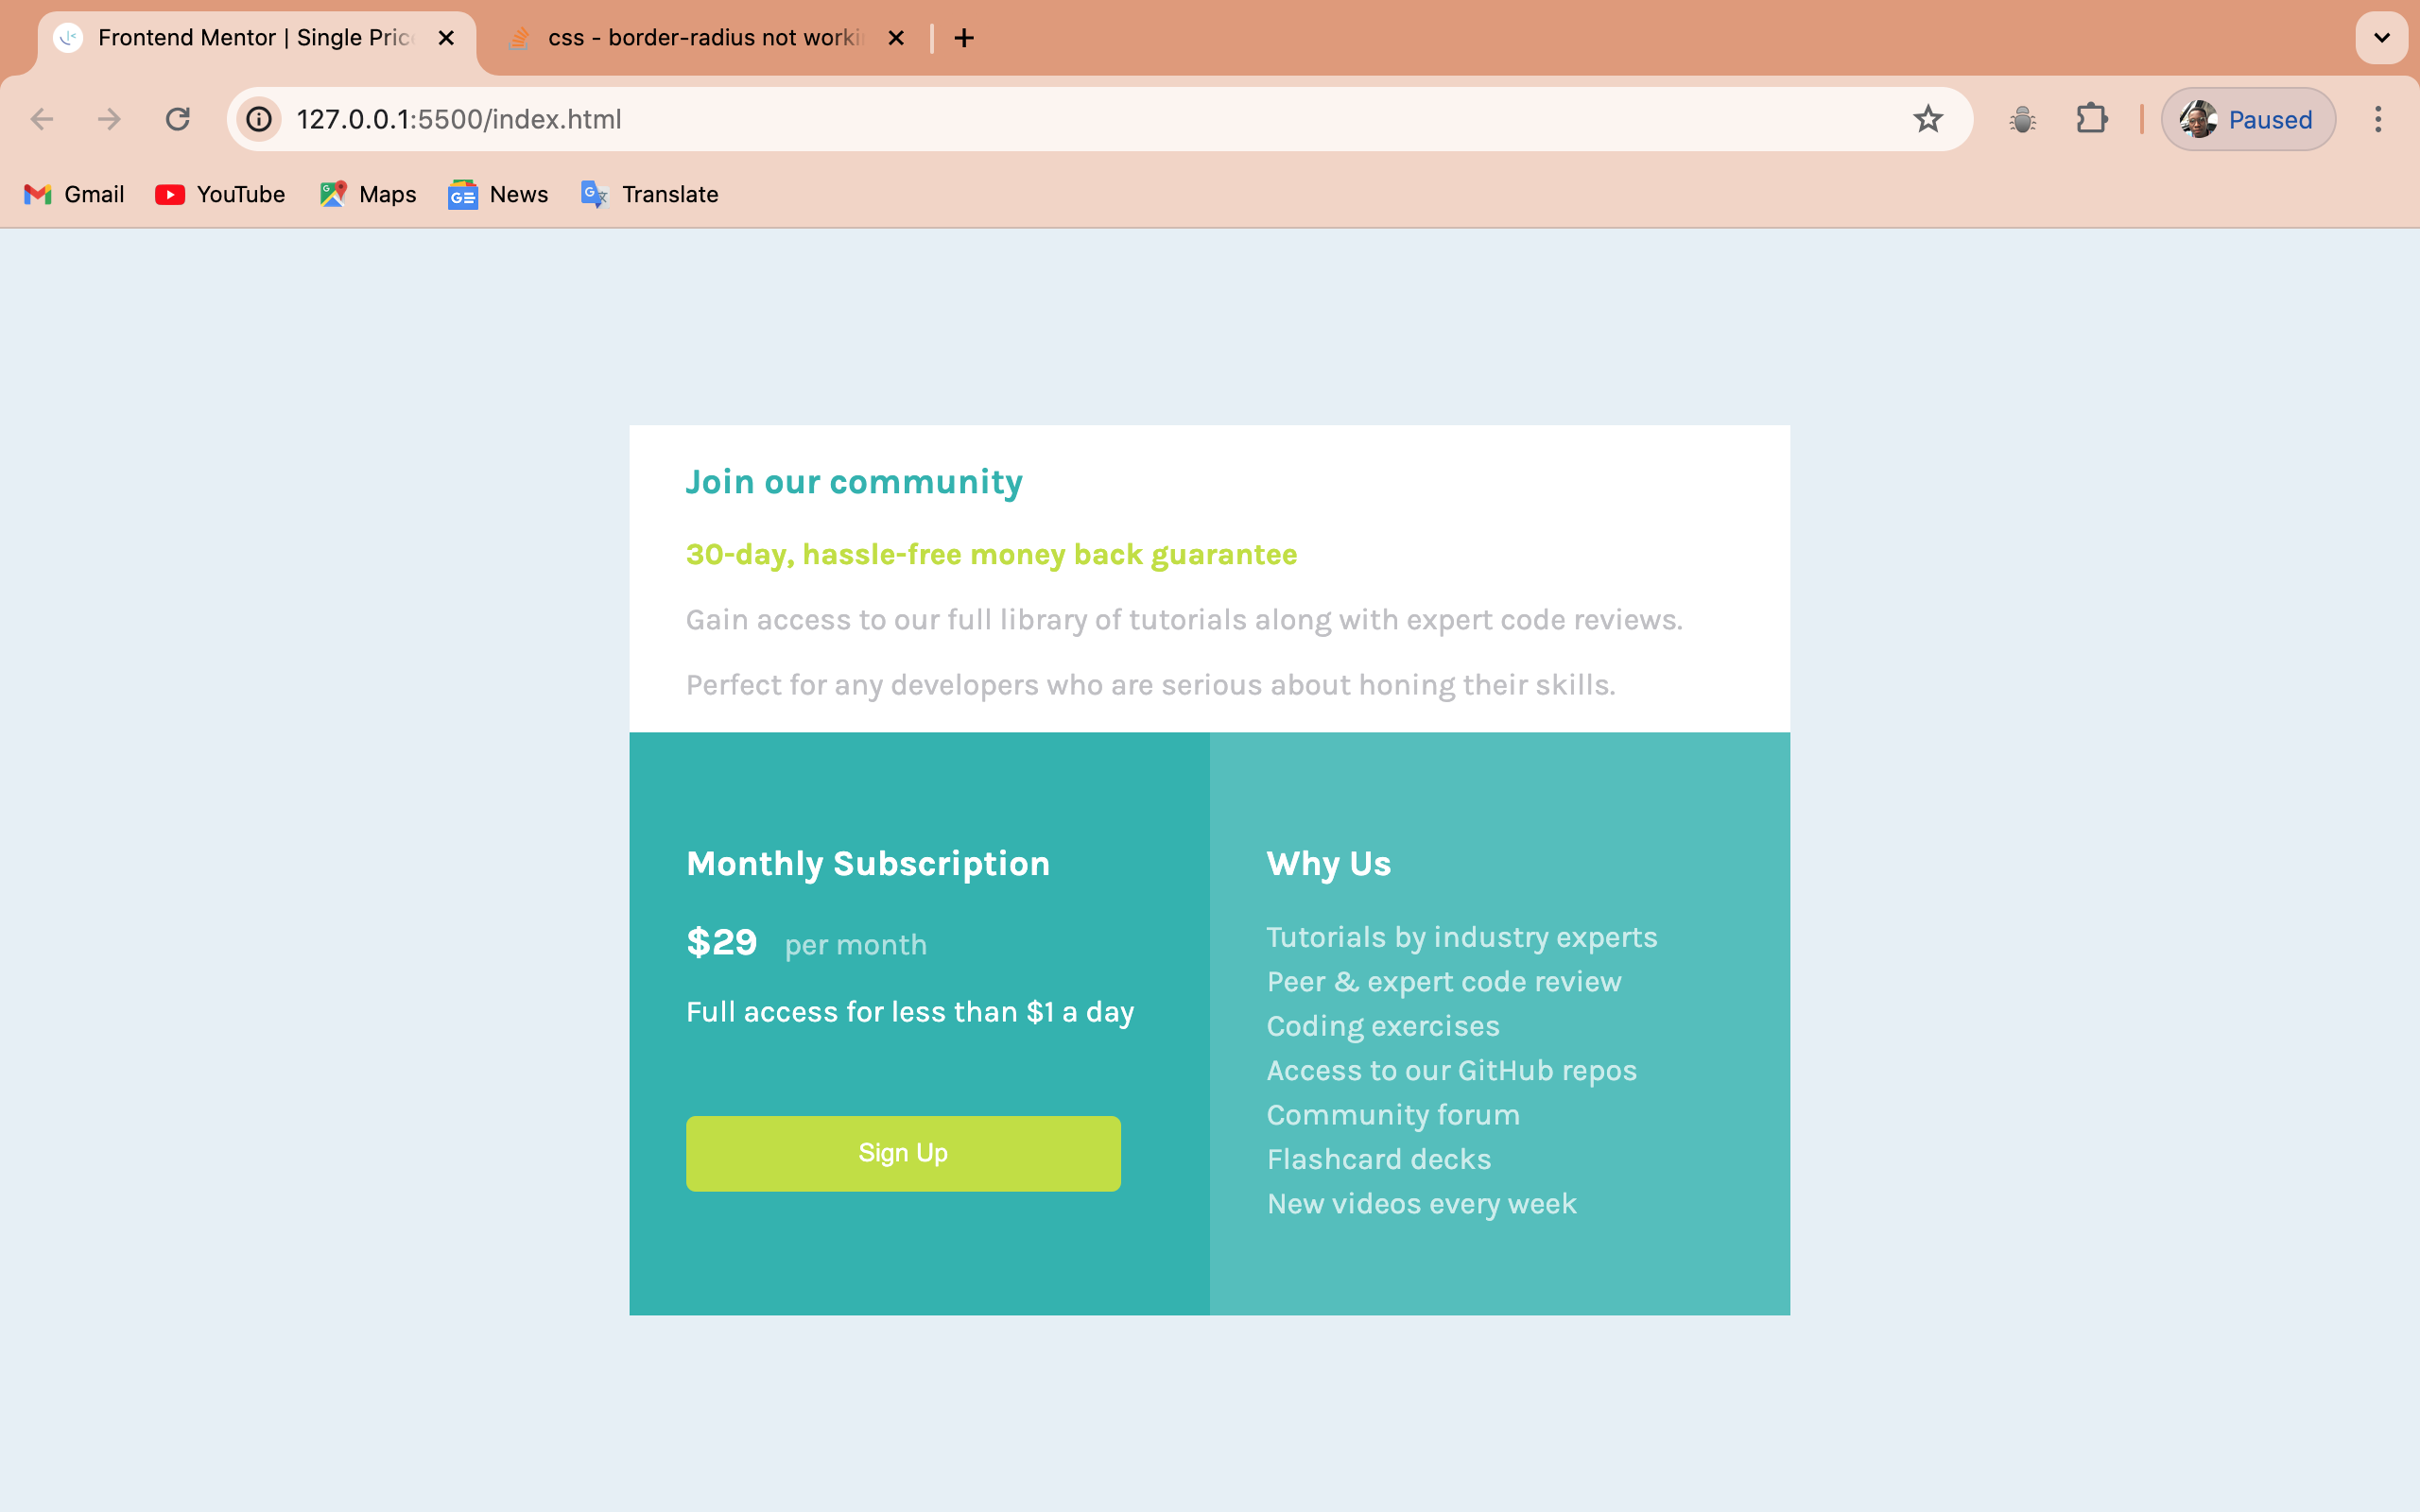 Frontend Mentor | Single Pric
css - border-radius not worki
127.0.0.1:5500/index.html
Paused
Gmail
YouTube
Maps
News
Translate
Join our community
30-day, hassle-free money back guarantee
Gain access to our full library of tutorials along with expert code reviews.
Perfect for any developers who are serious about honing their skills.
Monthly Subscription
$29 per month
Full access for less than $1 a day
Sign Up
Why Us
Tutorials by industry experts
Peer & expert code review
Coding exercises
Access to our GitHub repos
Community forum
Flashcard decks
New videos every week